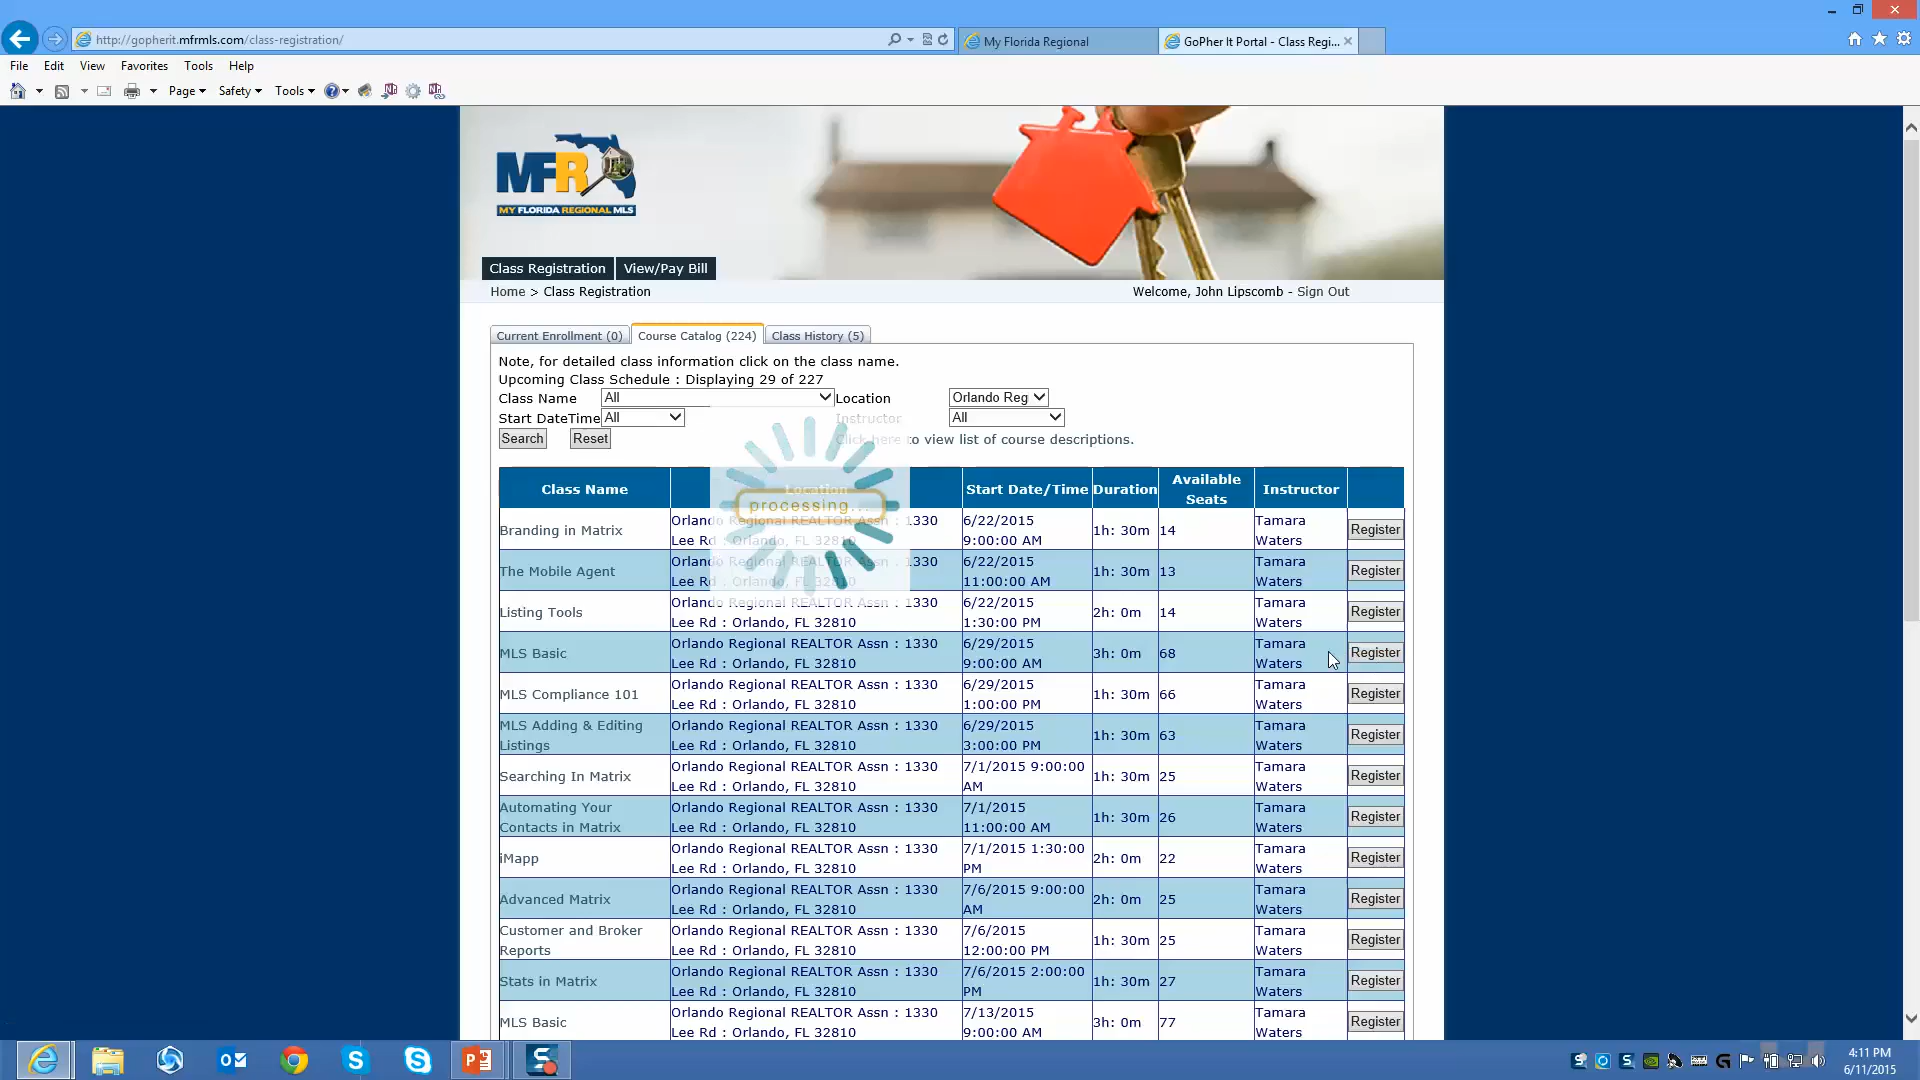 http://gopherit.mfrmls.com/class-registration/
My Florida Regional
GoPher It Portal - Class Regi...
File Edit View Favorites Tools Help
Page Safety Tools
MFR
MY FLORIDA REGIONAL MLS
Class Registration View/Pay Bill
Home > Class Registration
Welcome, John Lipscomb - Sign Out
Current Enrollment (0) Course Catalog (224) Class History (5)
Note, for detailed class information click on the class name.
Upcoming Class Schedule : Displaying 29 of 227
Class Name All Location Orlando Reg
Start DateTime All Instructor All
Search Reset Click here to view list of course descriptions.
Class Name Location Start Date/Time Duration Available Seats Instructor
processing...
Branding in Matrix Orlando Regional REALTOR Assn : 1330 Lee Rd : Orlando, FL 32810 6/22/2015 9:00:00 AM 1h: 30m 14 Tamara Waters Register
The Mobile Agent Orlando Regional REALTOR Assn : 1330 Lee Rd : Orlando, FL 32810 6/22/2015 11:00:00 AM 1h: 30m 13 Tamara Waters Register
Listing Tools Orlando Regional REALTOR Assn : 1330 Lee Rd : Orlando, FL 32810 6/22/2015 1:30:00 PM 2h: 0m 14 Tamara Waters Register
MLS Basic Orlando Regional REALTOR Assn : 1330 Lee Rd : Orlando, FL 32810 6/29/2015 9:00:00 AM 3h: 0m 68 Tamara Waters Register
MLS Compliance 101 Orlando Regional REALTOR Assn : 1330 Lee Rd : Orlando, FL 32810 6/29/2015 1:00:00 PM 1h: 30m 66 Tamara Waters Register
MLS Adding & Editing Listings Orlando Regional REALTOR Assn : 1330 Lee Rd : Orlando, FL 32810 6/29/2015 3:00:00 PM 1h: 30m 63 Tamara Waters Register
Searching In Matrix Orlando Regional REALTOR Assn : 1330 Lee Rd : Orlando, FL 32810 7/1/2015 9:00:00 AM 1h: 30m 25 Tamara Waters Register
Automating Your Contacts in Matrix Orlando Regional REALTOR Assn : 1330 Lee Rd : Orlando, FL 32810 7/1/2015 11:00:00 AM 1h: 30m 26 Tamara Waters Register
iMapp Orlando Regional REALTOR Assn : 1330 Lee Rd : Orlando, FL 32810 7/1/2015 1:30:00 PM 2h: 0m 22 Tamara Waters Register
Advanced Matrix Orlando Regional REALTOR Assn : 1330 Lee Rd : Orlando, FL 32810 7/6/2015 9:00:00 AM 2h: 0m 25 Tamara Waters Register
Customer and Broker Reports Orlando Regional REALTOR Assn : 1330 Lee Rd : Orlando, FL 32810 7/6/2015 12:00:00 PM 1h: 30m 25 Tamara Waters Register
Stats in Matrix Orlando Regional REALTOR Assn : 1330 Lee Rd : Orlando, FL 32810 7/6/2015 2:00:00 PM 1h: 30m 27 Tamara Waters Register
MLS Basic Orlando Regional REALTOR Assn : 1330 Lee Rd : Orlando, FL 32810 7/13/2015 9:00:00 AM 3h: 0m 77 Tamara Waters Register
4:11 PM
6/11/2015